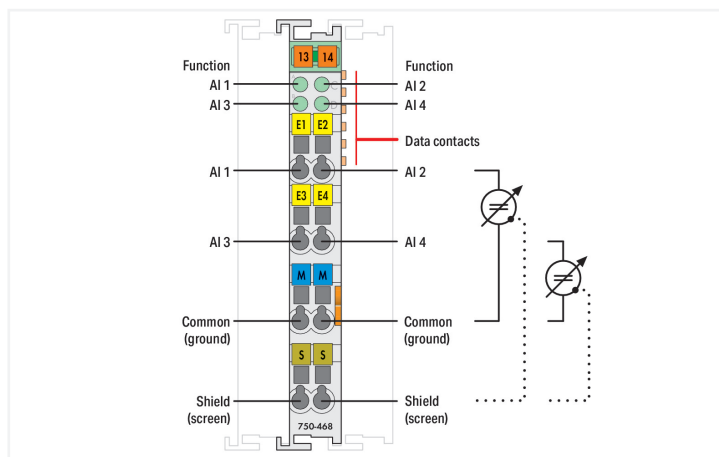 13 14
Function
Function
AI 1
C
AI 2
AI 3
D
AI 4
E1 E2
Data contacts
AI 1
AI 2
E3 E4
AI 3
AI 4
M M
Common
(ground)
Common
(ground)
S S
Shield
(screen)
Shield
(screen)
750-468